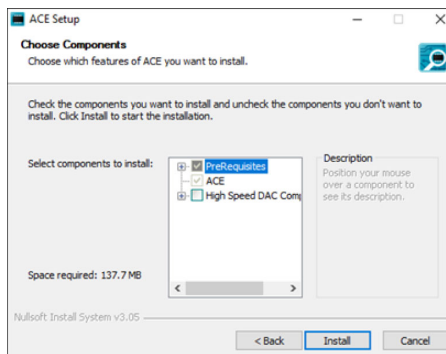 ACE Setup
Choose Components
Choose which features of ACE you want to install.
Check the components you want to install and uncheck the components you don't want to
install. Click Install to start the installation.
Select components to install:
PreRequisites
ACE
High Speed DAC Comp
Description
Position your mouse
over a component to
see its description.
Space required: 137.7 MB
Nullsoft Install System v3.05
< Back
Install
Cancel